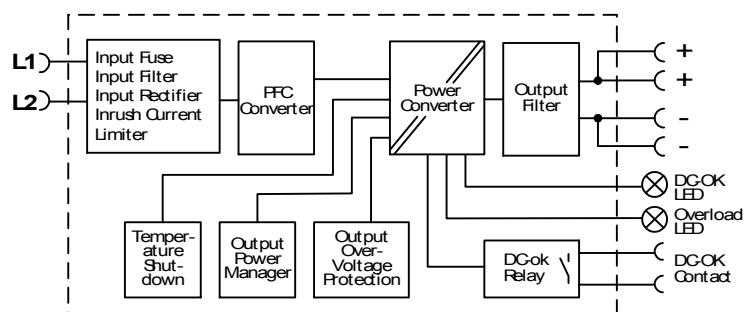 L1
L2
Input Fuse
Input Filter
Input Rectifier
Inrush Current
Limiter
PFC
Converter
Power
Converter
Output
Filter
+
+
-
-
DC-OK
LED
Overload
LED
DC-OK
Contact
Temper-
ature
Shut-
down
Output
Power
Manager
Output
Over-
Voltage
Protection
DC-ok
Relay